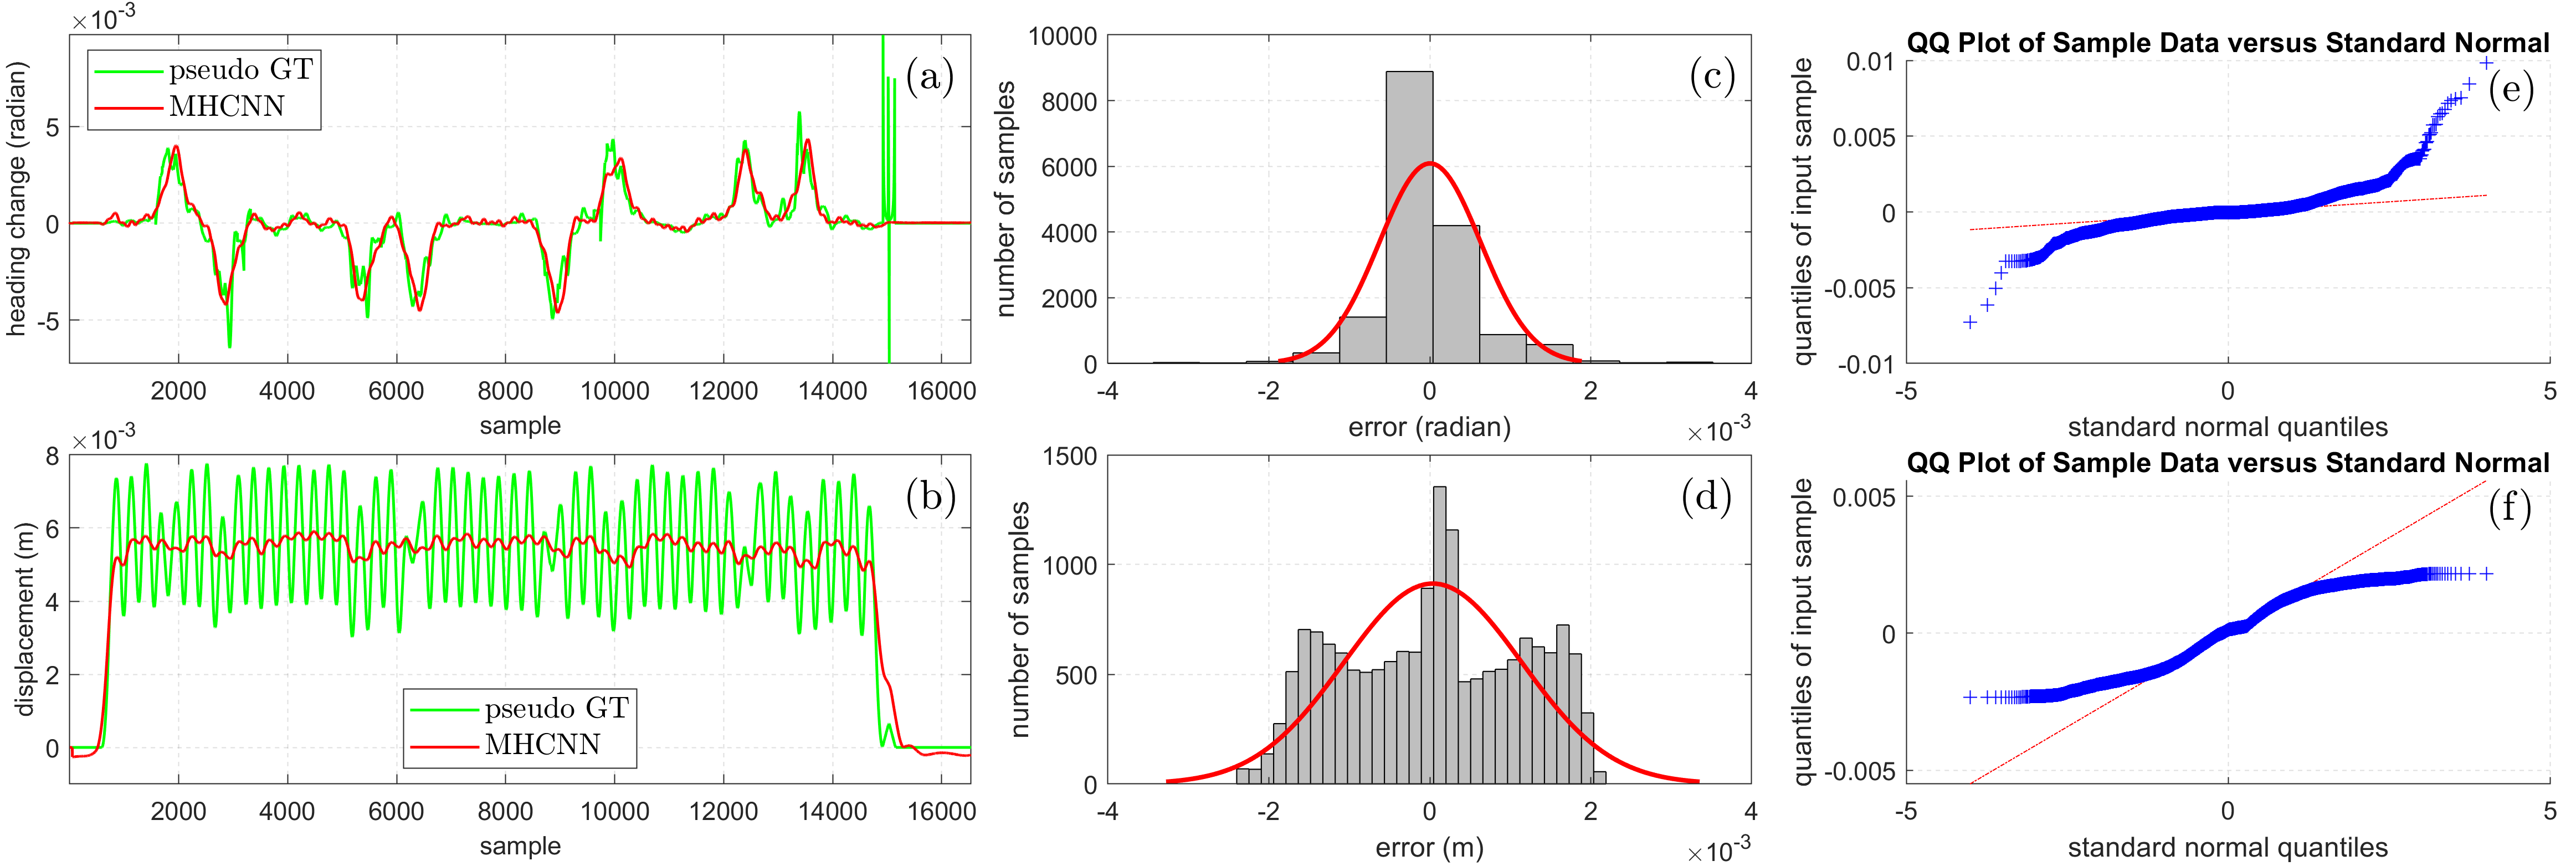 ×10-3
heading change (radian)
5
0
-5
pseudo GT
MHCNN
(a)
2000 4000 6000 8000 10000 12000 14000 16000
sample
number of samples
10000
8000
6000
4000
2000
0
(c)
-4 -2 0 2 4
error (radian)
×10-3
QQ Plot of Sample Data versus Standard Normal
quantiles of input sample
0.01
0.005
0
-0.005
-0.01
(e)
-5 0 5
standard normal quantiles
×10-3
displacement (m)
8
6
4
2
0
(b)
pseudo GT
MHCNN
2000 4000 6000 8000 10000 12000 14000 16000
sample
number of samples
1500
1000
500
0
(d)
-4 -2 0 2 4
error (m)
×10-3
QQ Plot of Sample Data versus Standard Normal
quantiles of input sample
0.005
0
-0.005
(f)
-5 0 5
standard normal quantiles